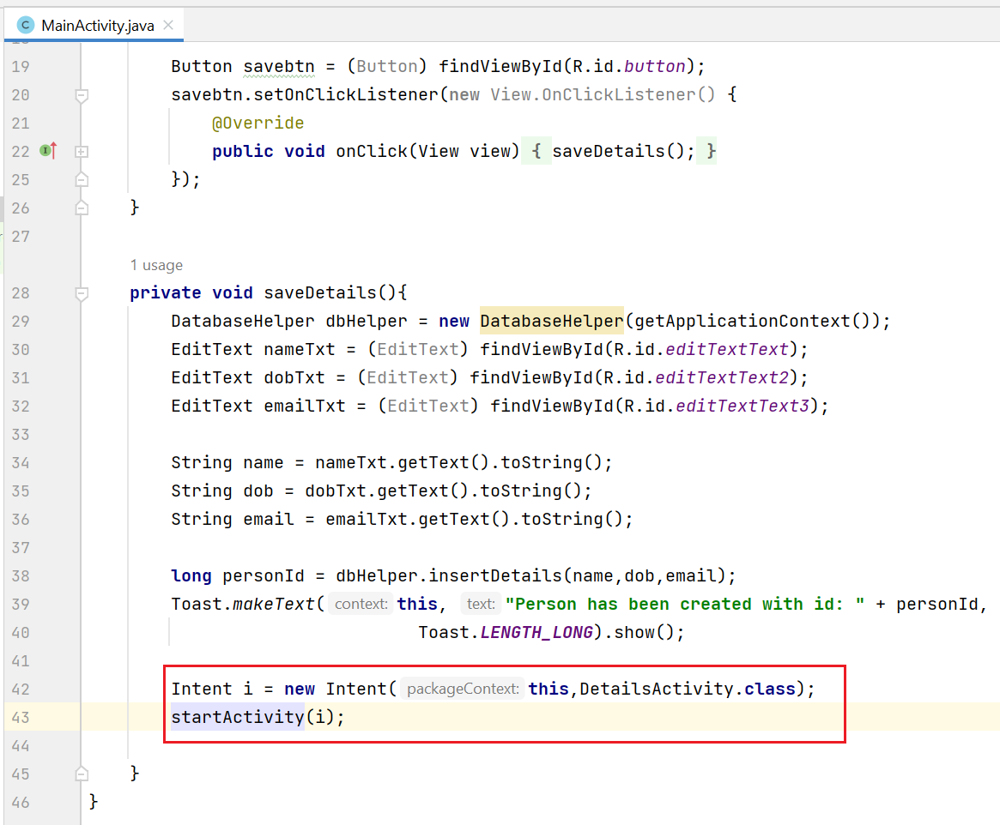 C MainActivity.java
19 Button savebtn = (Button) findViewById(R.id.button);
20 savebtn.setOnClickListener(new View.OnClickListener() {
21 @Override
22 I public void onClick(View view) { saveDetails(); }
25 });
26 }
27
1 usage
28 private void saveDetails(){
29 DatabaseHelper dbHelper = new DatabaseHelper(getApplicationContext());
30 EditText nameTxt = (EditText) findViewById(R.id.editTextText);
31 EditText dobTxt = (EditText) findViewById(R.id.editTextText2);
32 EditText emailTxt = (EditText) findViewById(R.id.editTextText3);
33
34 String name = nameTxt.getText().toString();
35 String dob = dobTxt.getText().toString();
36 String email = emailTxt.getText().toString();
37
38 long personId = dbHelper.insertDetails(name,dob,email);
39 Toast.makeText( context: this, text: "Person has been created with id: " + personId,
40 Toast.LENGTH_LONG).show();
41
42 Intent i = new Intent( packageContext: this,DetailsActivity.class);
43 startActivity(i);
44
45 }
46 }